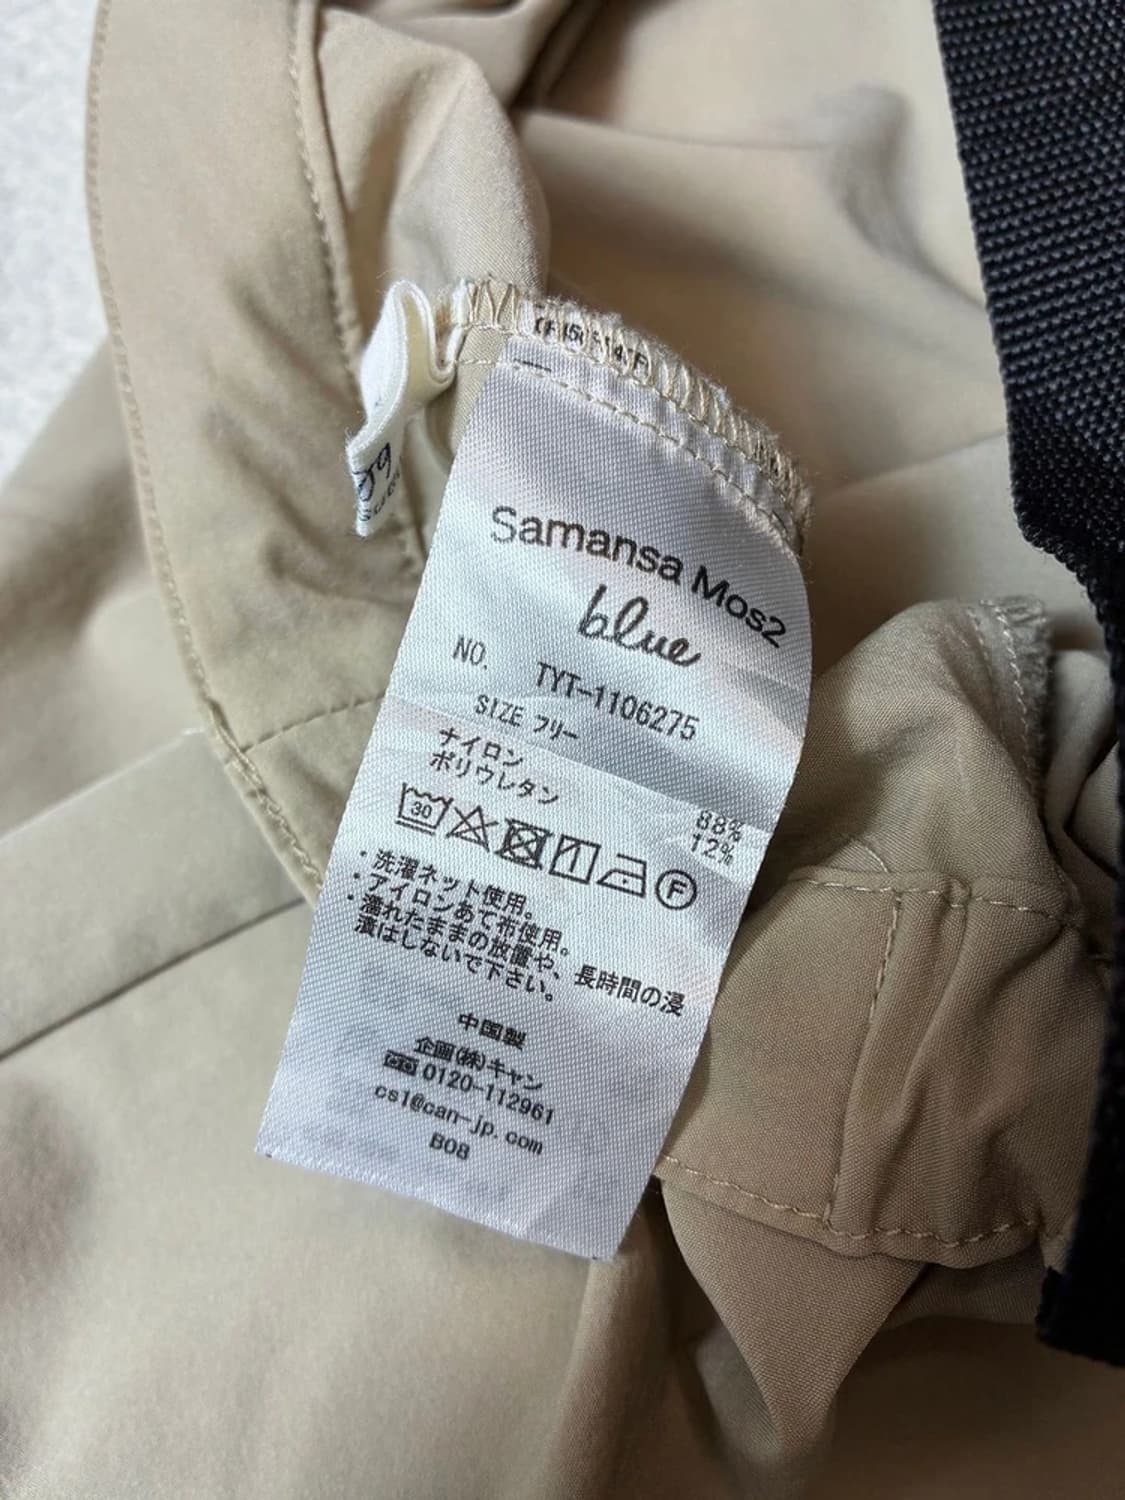 Samansa Mos2
blue
NO. TYT-1106275
SIZE フリー
ナイロン 88%
ポリウレタン 12%
30
F
・洗濯ネット使用。
・アイロンあて布使用。
・濡れたままの放置や、長時間の浸
漬はしないで下さい。
中国製
企画(株)キャン
0120-112961
cs1@can-jp.com
B08